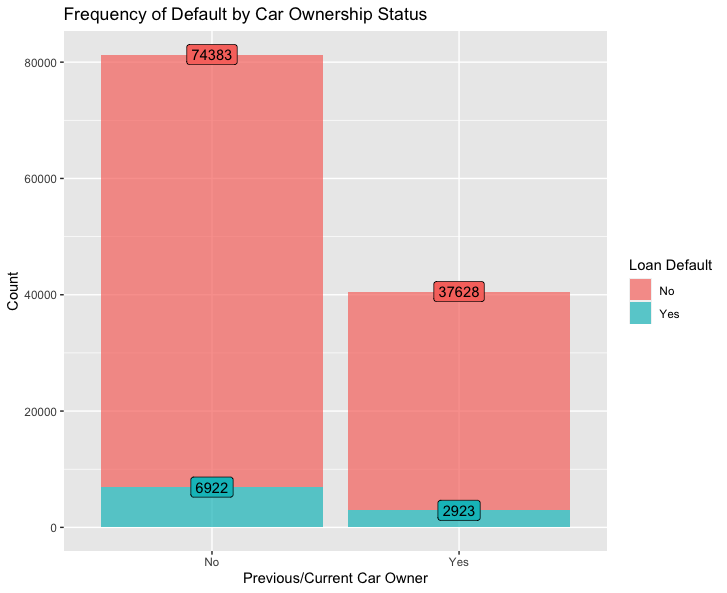 Frequency of Default by Car Ownership Status
80000
60000
40000
20000
0
Count
74383
6922
37628
2923
No
Yes
Previous/Current Car Owner
Loan Default
No
Yes